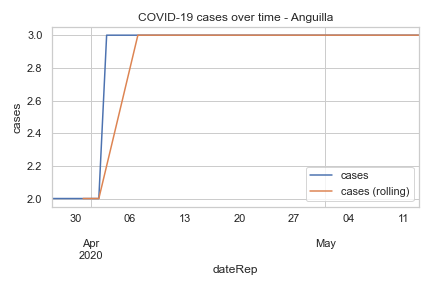 COVID-19 cases over time - Anguilla
cases
3.0
2.8
2.6
2.4
2.2
2.0
cases
cases (rolling)
30 06 13 20 27 04 11
Apr May
2020
dateRep